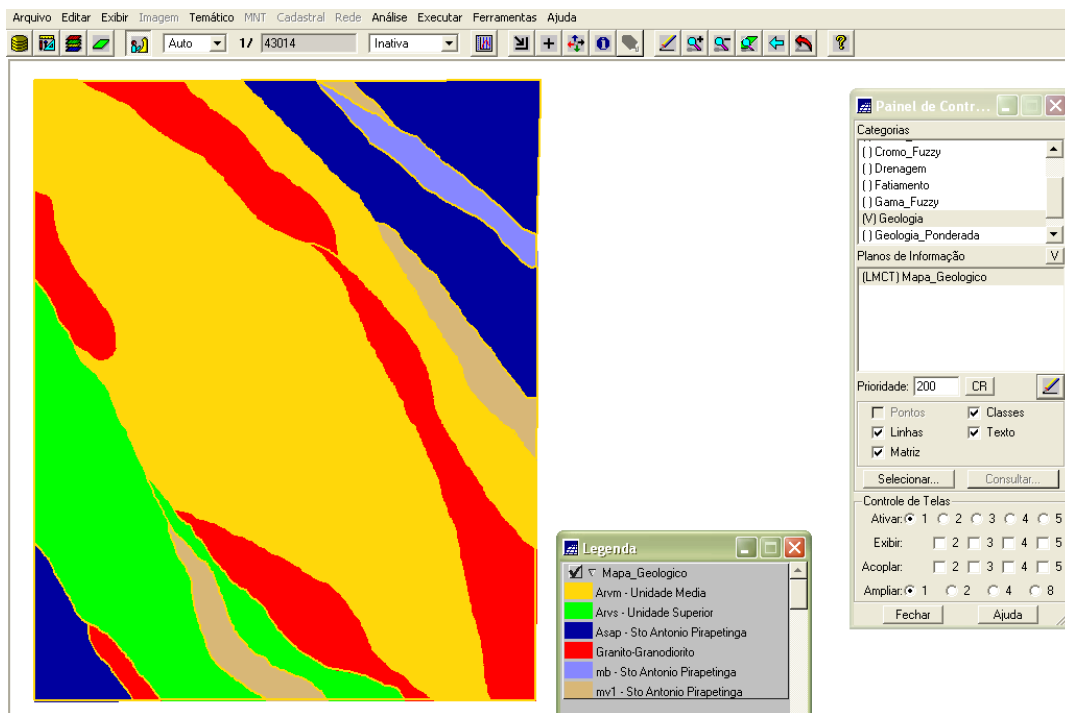 Arquivo Editar Exibir Imagem Temático MNT Cadastral Rede Análise Executar Ferramentas Ajuda
Auto 1/ 43014 Inativa
Painel de Contr...
Categorias
( ) Cromo_Fuzzy
( ) Drenagem
( ) Fatiamento
( ) Gama_Fuzzy
(V) Geologia
( ) Geologia_Ponderada
Planos de Informação V
(LMCT) Mapa_Geologico
Prioridade: 200 CR
Pontos Classes
Linhas Texto
Matriz
Selecionar... Consultar...
Controle de Telas
Ativar: 1 2 3 4 5
Exibir: 2 3 4 5
Acoplar: 2 3 4 5
Ampliar: 1 2 4 8
Fechar Ajuda
Legenda
Mapa_Geologico
Arvm - Unidade Media
Arvs - Unidade Superior
Asap - Sto Antonio Pirapetinga
Granito-Granodiorito
mb - Sto Antonio Pirapetinga
mv1 - Sto Antonio Pirapetinga